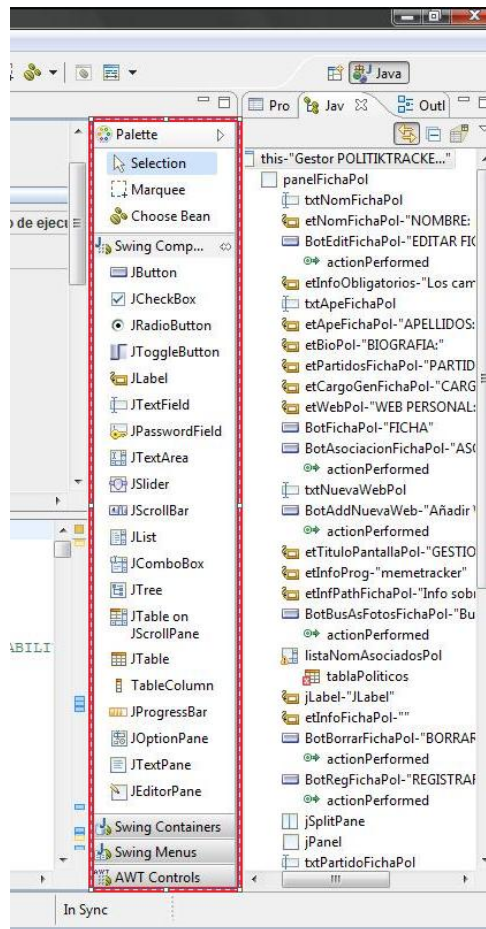 Java
Pro
Jav
Outl
Palette
Selection
Marquee
Choose Bean
Swing Comp...
JButton
JCheckBox
JRadioButton
JToggleButton
JLabel
JTextField
JPasswordField
JTextArea
JSlider
JScrollBar
JList
JComboBox
JTree
JTable on
JScrollPane
JTable
TableColumn
JProgressBar
JOptionPane
JTextPane
JEditorPane
Swing Containers
Swing Menus
AWT Controls
this-"Gestor POLITIKTRACKE..."
panelFichaPol
txtNomFichaPol
etNomFichaPol-"NOMBRE:
BotEditFichaPol-"EDITAR FIC
actionPerformed
etInfoObligatorios-"Los cam
txtApeFichaPol
etApeFichaPol-"APELLIDOS:
etBioPol-"BIOGRAFIA:"
etPartidosFichaPol-"PARTID
etCargoGenFichaPol-"CARG
etWebPol-"WEB PERSONAL:
BotFichaPol-"FICHA"
BotAsociacionFichaPol-"ASO
actionPerformed
txtNuevaWebPol
BotAddNuevaWeb-"Añadir
actionPerformed
etTituloPantallaPol-"GESTIO
etInfoProg-"memetracker"
etInfPathFichaPol-"Info sob
BotBusAsFotosFichaPol-"Bu
actionPerformed
listaNomAsociadosPol
tablaPoliticos
jLabel-"JLabel"
etInfoFichaPol-""
BotBorrarFichaPol-"BORRAR
actionPerformed
BotRegFichaPol-"REGISTRAR
actionPerformed
jSplitPane
jPanel
txtPartidoFichaPol
o de ejecu
ABILI
In Sync